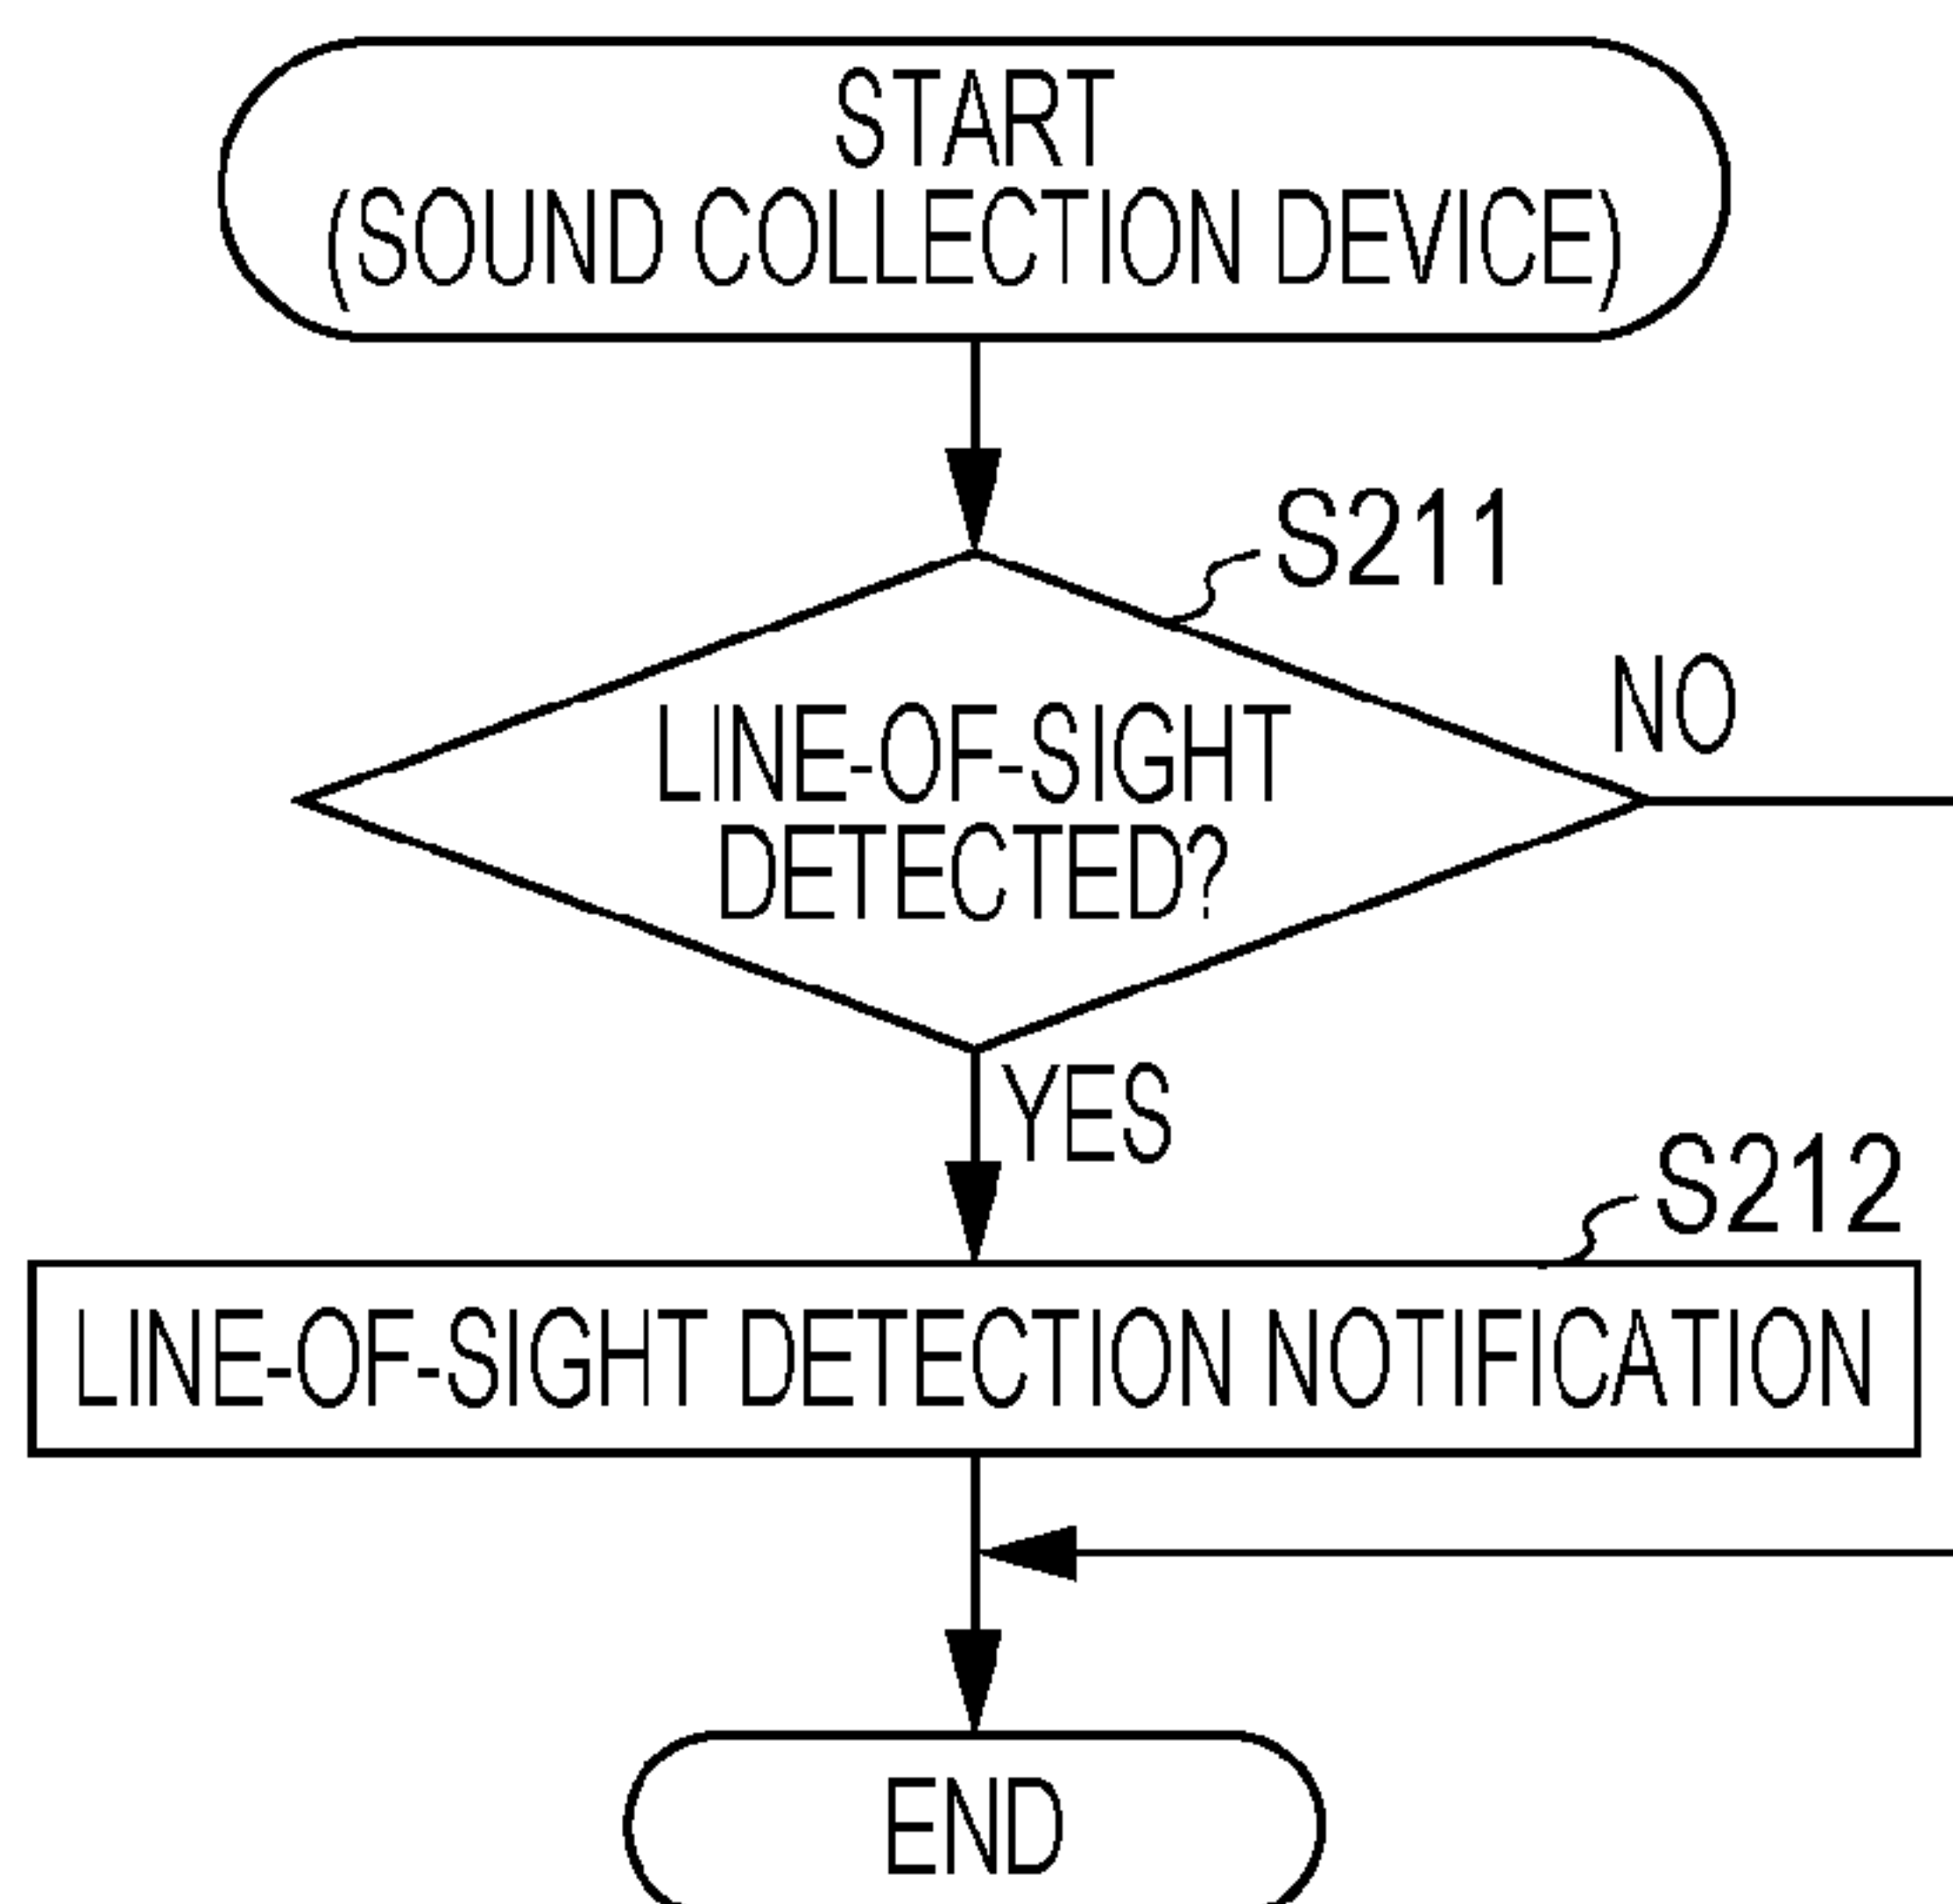 START
(SOUND COLLECTION DEVICE)
S211
NO
LINE-OF-SIGHT
DETECTED?
YES
S212
LINE-OF-SIGHT DETECTION NOTIFICATION
END